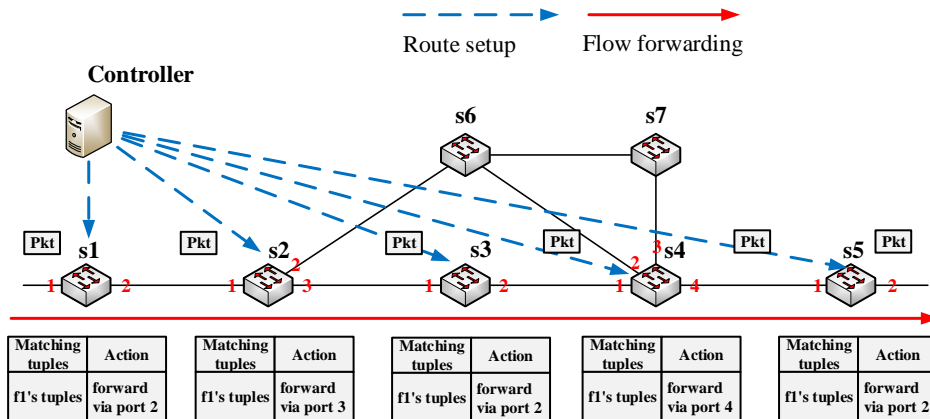 Route setup
Flow forwarding
Controller
s6
s7
Pkt
s1
Pkt
s2
Pkt
s3
Pkt
s4
Pkt
s5
Pkt
1
2
1
2
3
1
2
1
2
3
4
1
2
Matching tuples
Action
f1's tuples
forward via port 2
Matching tuples
Action
f1's tuples
forward via port 3
Matching tuples
Action
f1's tuples
forward via port 2
Matching tuples
Action
f1's tuples
forward via port 4
Matching tuples
Action
f1's tuples
forward via port 2